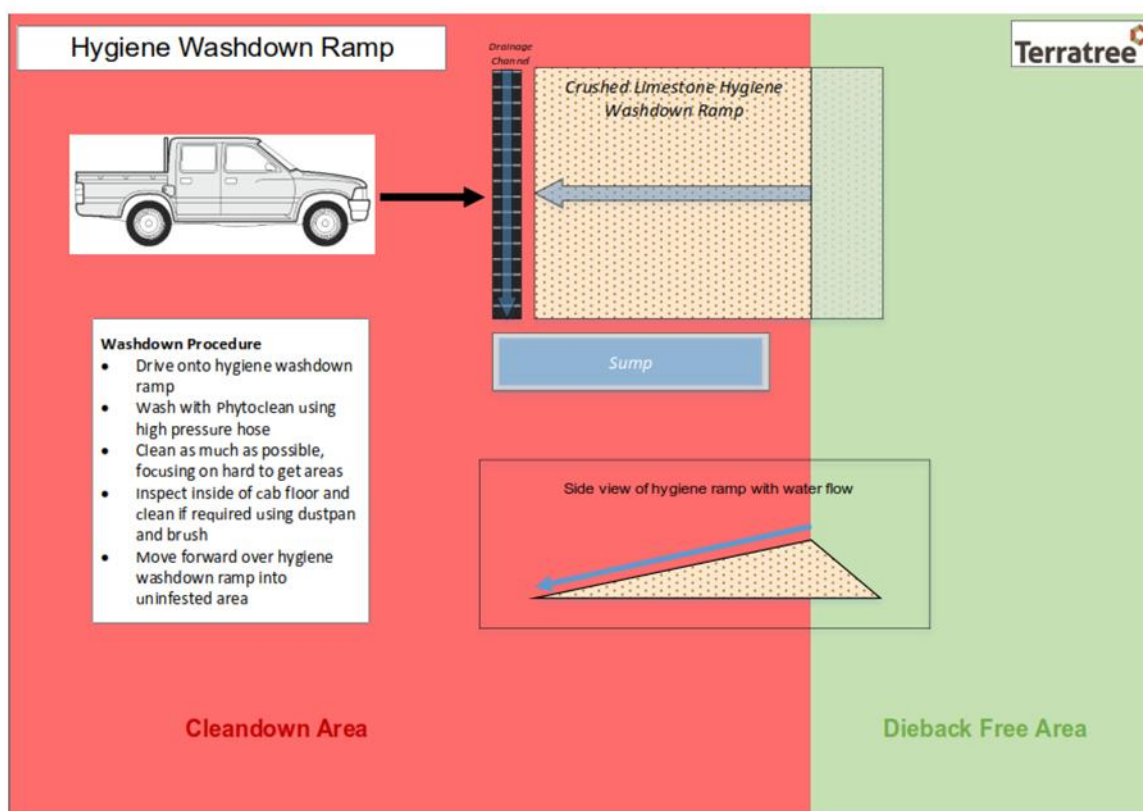 Hygiene Washdown Ramp
Drainage
Channel
Crushed Limestone Hygiene
Washdown Ramp
Terratree
Sump
Washdown Procedure
• Drive onto hygiene washdown
ramp
• Wash with Phytoclean using
high pressure hose
• Clean as much as possible,
focusing on hard to get areas
• Inspect inside of cab floor and
clean if required using dustpan
and brush
• Move forward over hygiene
washdown ramp into
uninfested area
Side view of hygiene ramp with water flow
Cleandown Area
Dieback Free Area